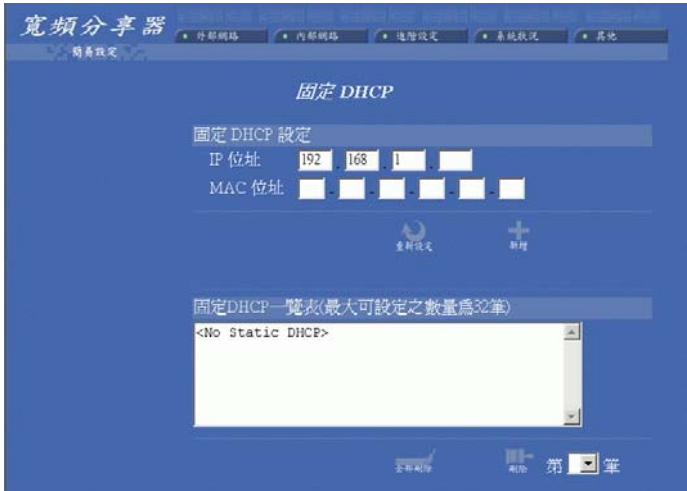 寬頻分享器
外部網路 內部網路 進階設定 系統狀況 其他
簡易設定
固定 DHCP
固定 DHCP 設定
IP 位址 192 . 168 . 1 .
MAC 位址 - - - - -
重新設定 新增
固定DHCP一覽表(最大可設定之數量為32筆)
<No Static DHCP>
全部刪除 刪除 第 筆